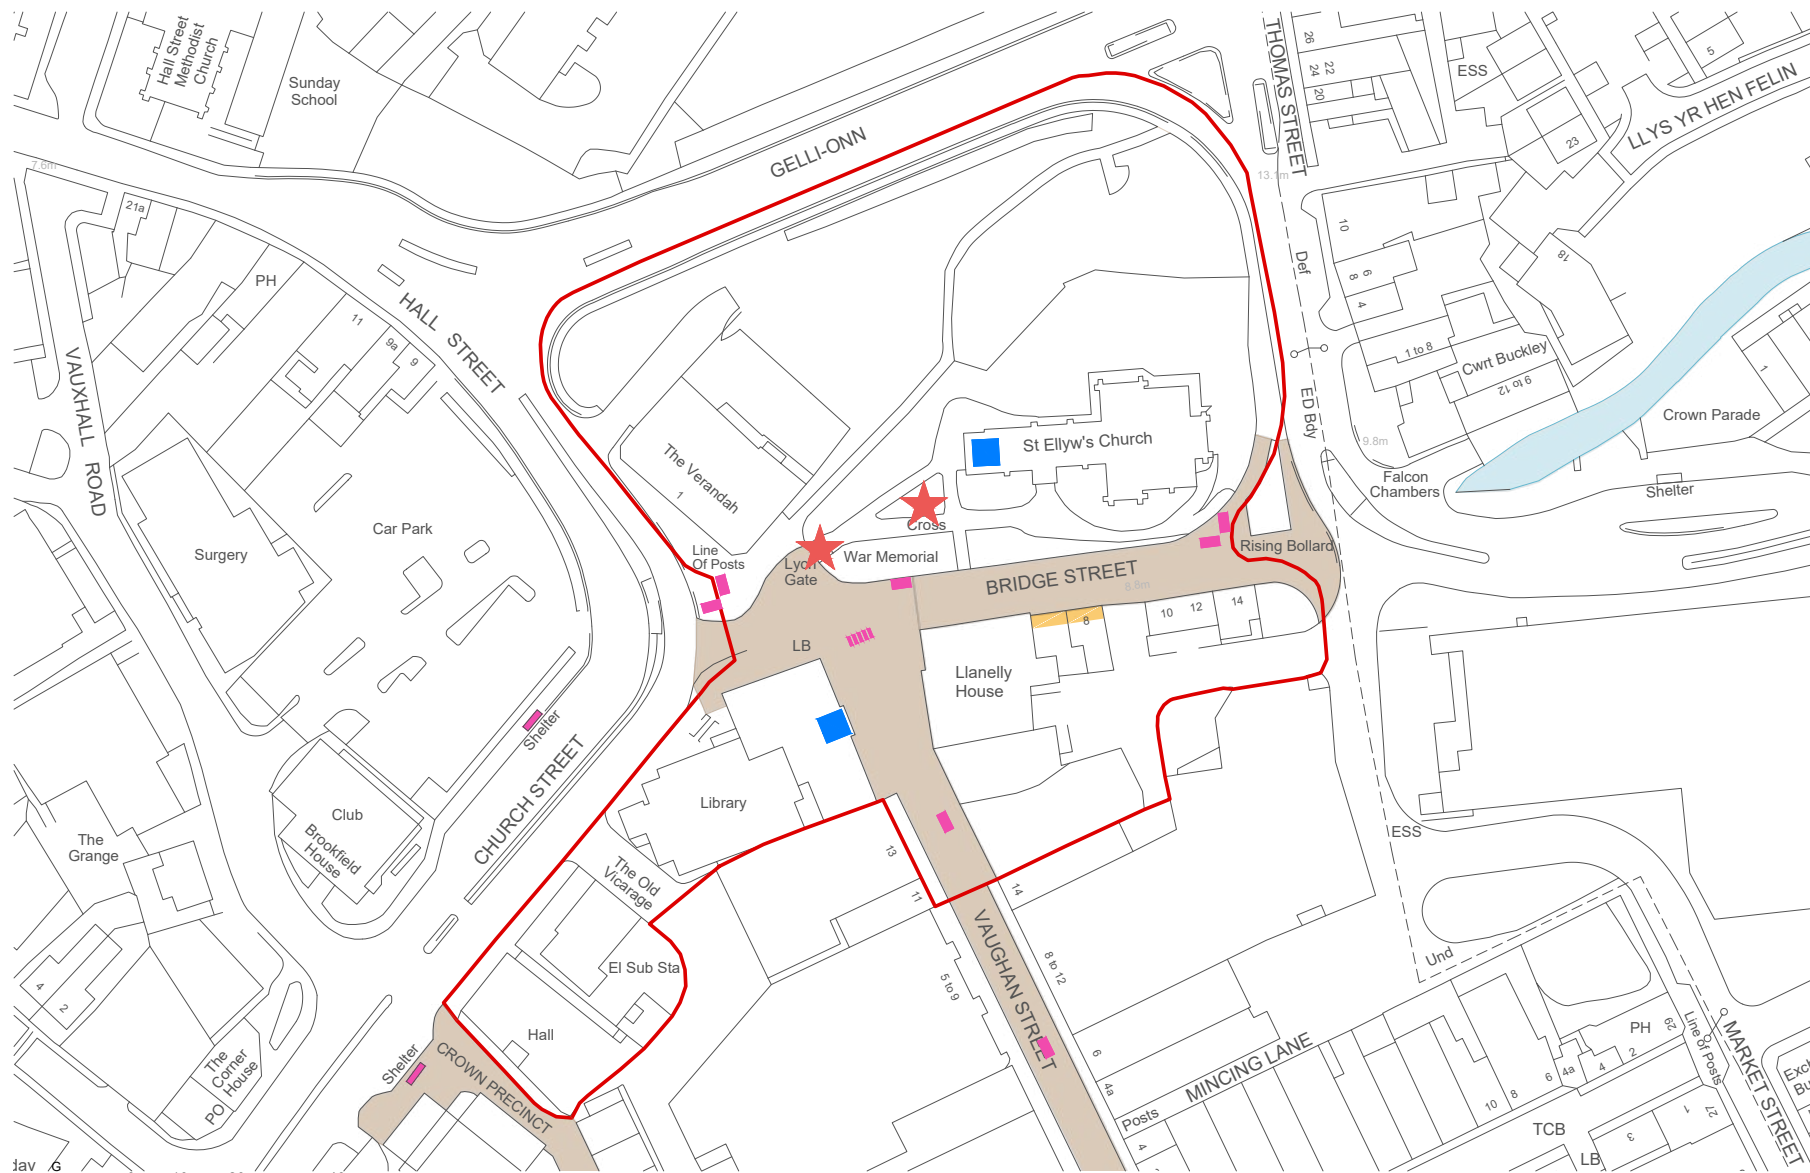 Hall Street
Methodist
Church
Sunday
School
7.6m
21a
PH
11
9a
9
HALL STREET
VAUXHALL ROAD
GELLI-ONN
THOMAS STREET
26
24
22
20
ESS
5
23
LLYS YR HEN FELIN
13.1m
10
Def
8
6
4
18
1 to 8
Cwrt Buckley
9 to 12
1
Crown Parade
ED Bdy
9.8m
Falcon
Chambers
Shelter
The Verandah
1
St Ellyw's Church
Cross
Line
Of Posts
Lych
Gate
War Memorial
BRIDGE STREET
8.8m
Rising Bollard
8
10
12
14
LB
Llanelly
House
Surgery
Car Park
Shelter
CHURCH STREET
Club
Brookfield
House
The
Grange
Library
The Old
Vicarage
13
11
14
ESS
El Sub Sta
Hall
VAUGHAN STREET
5 to 9
8 to 12
Und
4
2
The
Corner
House
PO
Shelter
CROWN PRECINCT
6
4a
Posts
4
MINCING LANE
10
8
6
4a
4
2
PH
29
Line of Posts
MARKET STREET
Exc
Bu
TCB
LB
3
1
27
day
G